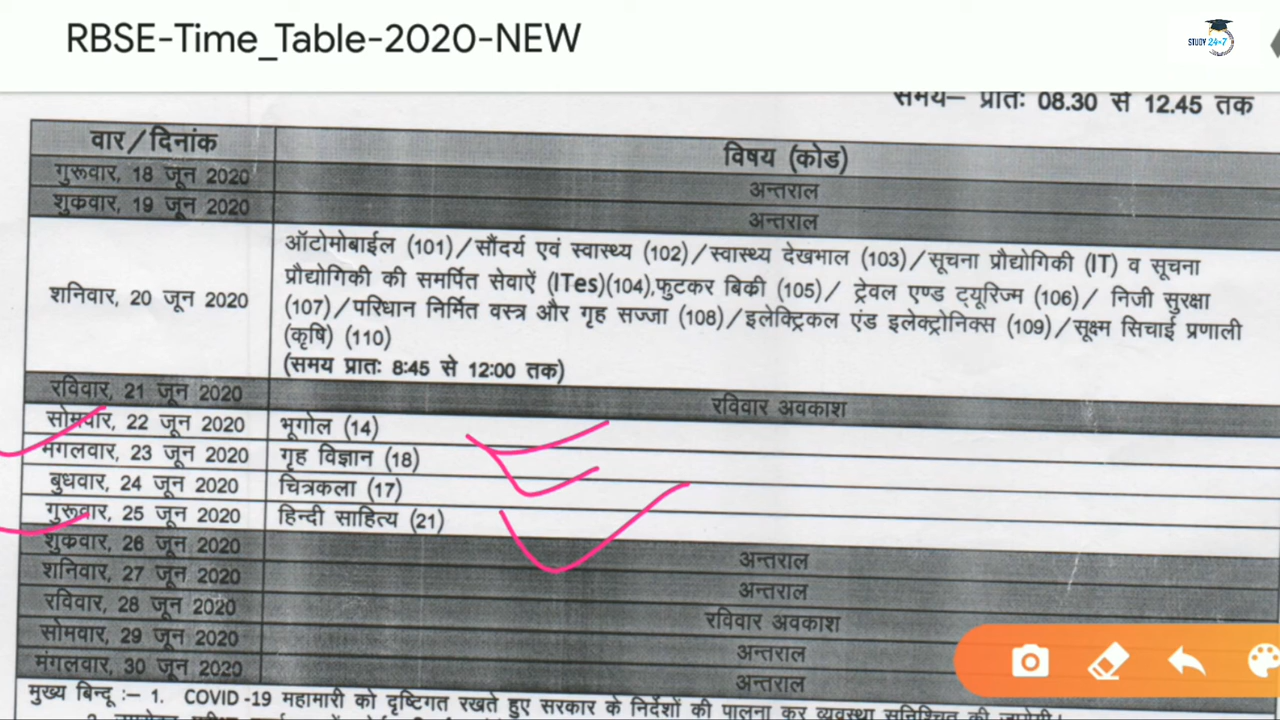 RBSE-Time_Table-2020-NEW
STUDY 24×7
समय– प्रातः 08.30 से 12.45 तक
वार/दिनांक विषय (कोड)
गुरूवार, 18 जून 2020 अन्तराल
शुकवार, 19 जून 2020 अन्तराल
शनिवार, 20 जून 2020
ऑटोमोबाईल (101)/सौंदर्य एवं स्वास्थ्य (102)/स्वास्थ्य देखभाल (103)/सूचना प्रौद्योगिकी (IT) व सूचना
प्रौद्योगिकी की समर्पित सेवाऐं (ITes)(104),फुटकर बिकी (105)/ ट्रेवल एण्ड ट्यूरिज्म (106)/ निजी सुरक्षा
(107)/परिधान निर्मित वस्त्र और गृह सज्जा (108)/इलेक्ट्रिकल एंड इलेक्ट्रोनिक्स (109)/सूक्ष्म सिचाई प्रणाली
(कृषि) (110)
(समय प्रातः 8:45 से 12:00 तक)
रविवार, 21 जून 2020 रविवार अवकाश
सोमवार, 22 जून 2020 भूगोल (14)
मंगलवार, 23 जून 2020 गृह विज्ञान (18)
बुधवार, 24 जून 2020 चित्रकला (17)
गुरूवार, 25 जून 2020 हिन्दी साहित्य (21)
शुकवार, 26 जून 2020 अन्तराल
शनिवार, 27 जून 2020 अन्तराल
रविवार, 28 जून 2020 रविवार अवकाश
सोमवार, 29 जून 2020 अन्तराल
मंगलवार, 30 जून 2020 अन्तराल
मुख्य बिन्दू :– 1. COVID -19 महामारी को दृष्टिगत रखते हुए सरकार के निर्देशों की पालना कर व्यवस्था सुनिश्चित की जायेगी।